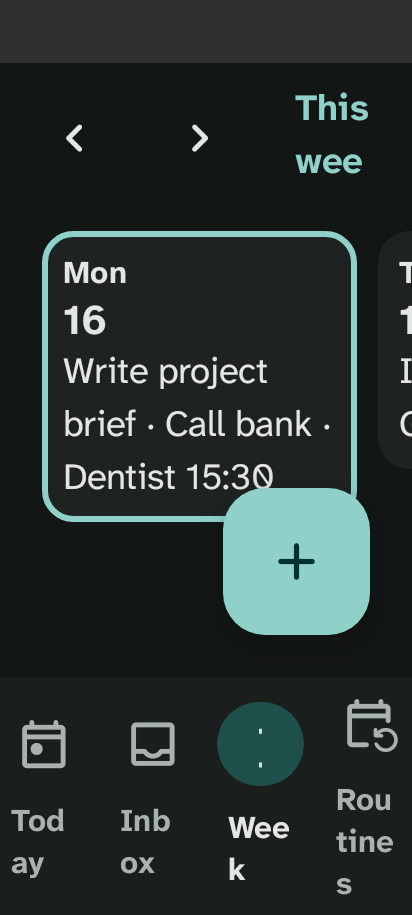 This
wee
Mon
16
Write project
brief · Call bank ·
Dentist 15:30
Tod
ay
Inb
ox
Wee
k
Rou
tine
s